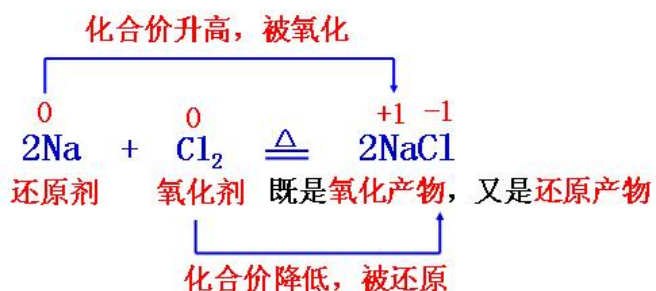 化合价升高，被氧化
0 0 +1 -1
2Na + Cl₂ ≜ 2NaCl
还原剂 氧化剂 既是氧化产物，又是还原产物
化合价降低，被还原